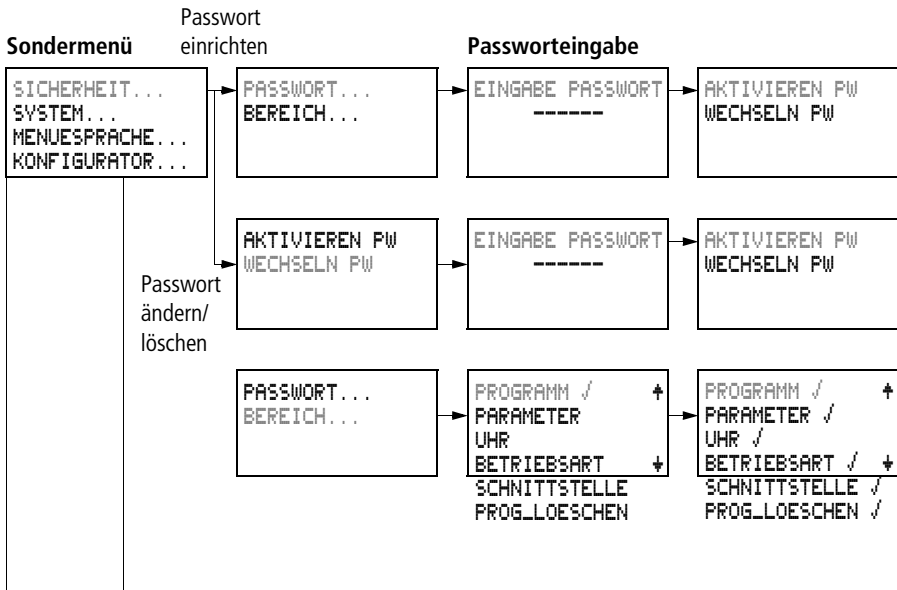 Passwort
einrichten
Sondermenü
Passworteingabe
SICHERHEIT...
SYSTEM...
MENUESPRACHE...
KONFIGURATOR...
PASSWORT...
BEREICH...
EINGABE PASSWORT
------
AKTIVIEREN PW
WECHSELN PW
Passwort
ändern/
löschen
AKTIVIEREN PW
WECHSELN PW
EINGABE PASSWORT
------
AKTIVIEREN PW
WECHSELN PW
PASSWORT...
BEREICH...
PROGRAMM √
PARAMETER
UHR
BETRIEBSART
SCHNITTSTELLE
PROG_LOESCHEN
PROGRAMM √
PARAMETER √
UHR √
BETRIEBSART √
SCHNITTSTELLE √
PROG_LOESCHEN √